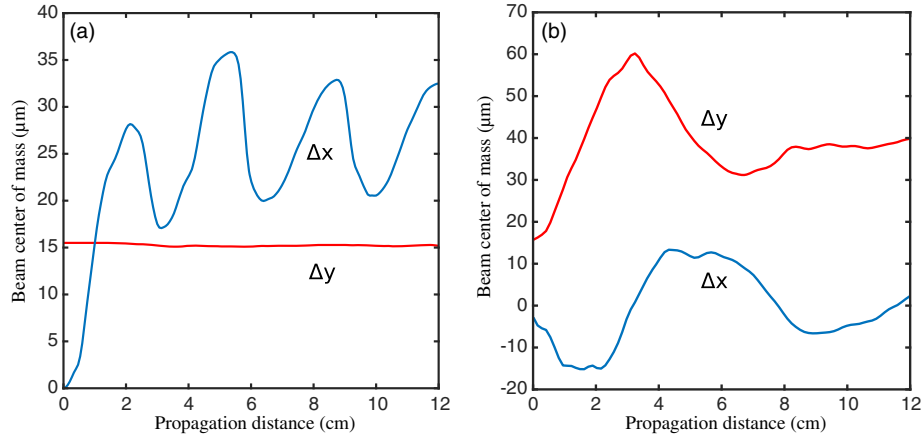 (a)
40
35
30
25
20
15
10
5
0
Beam center of mass (μm)
Δx
Δy
0 2 4 6 8 10 12
Propagation distance (cm)
(b)
70
60
50
40
30
20
10
0
-10
-20
Beam center of mass (μm)
Δy
Δx
0 2 4 6 8 10 12
Propagation distance (cm)